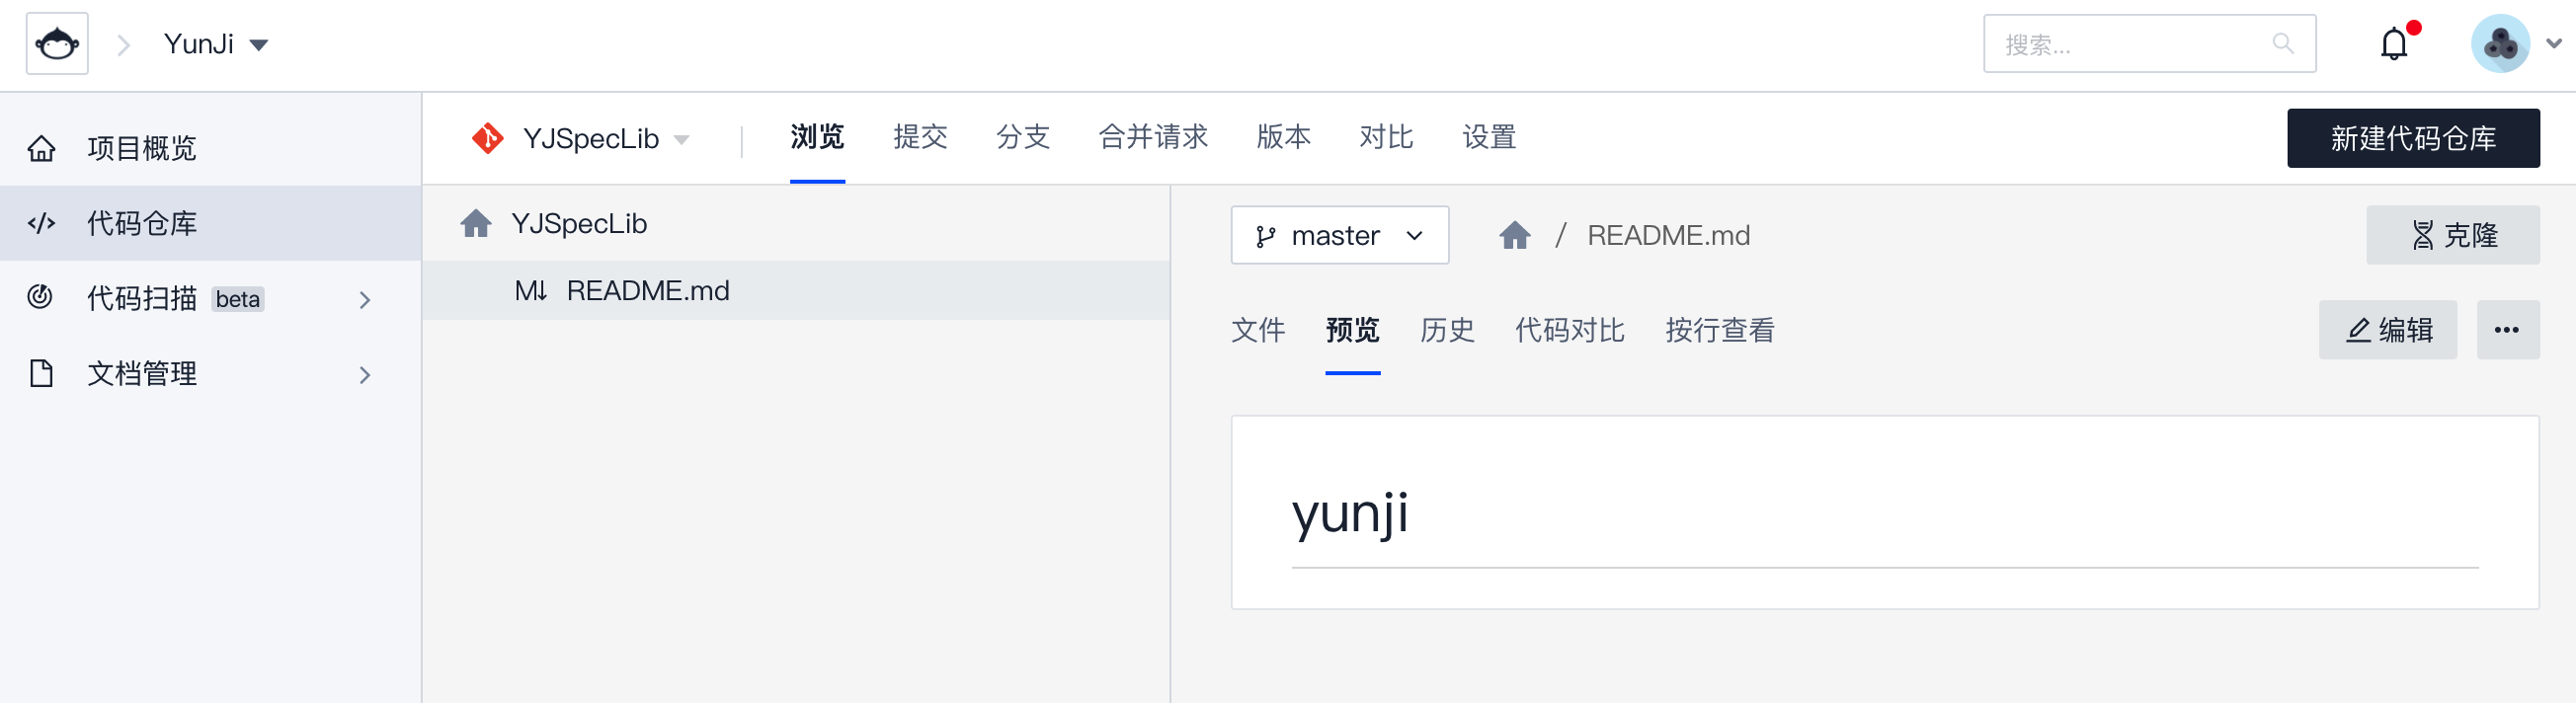 YunJi
搜索...
项目概览
代码仓库
代码扫描 beta
文档管理
YJSpecLib 浏览 提交 分支 合并请求 版本 对比 设置 新建代码仓库
YJSpecLib
M↓ README.md
master / README.md 克隆
文件 预览 历史 代码对比 按行查看 编辑 •••
yunji